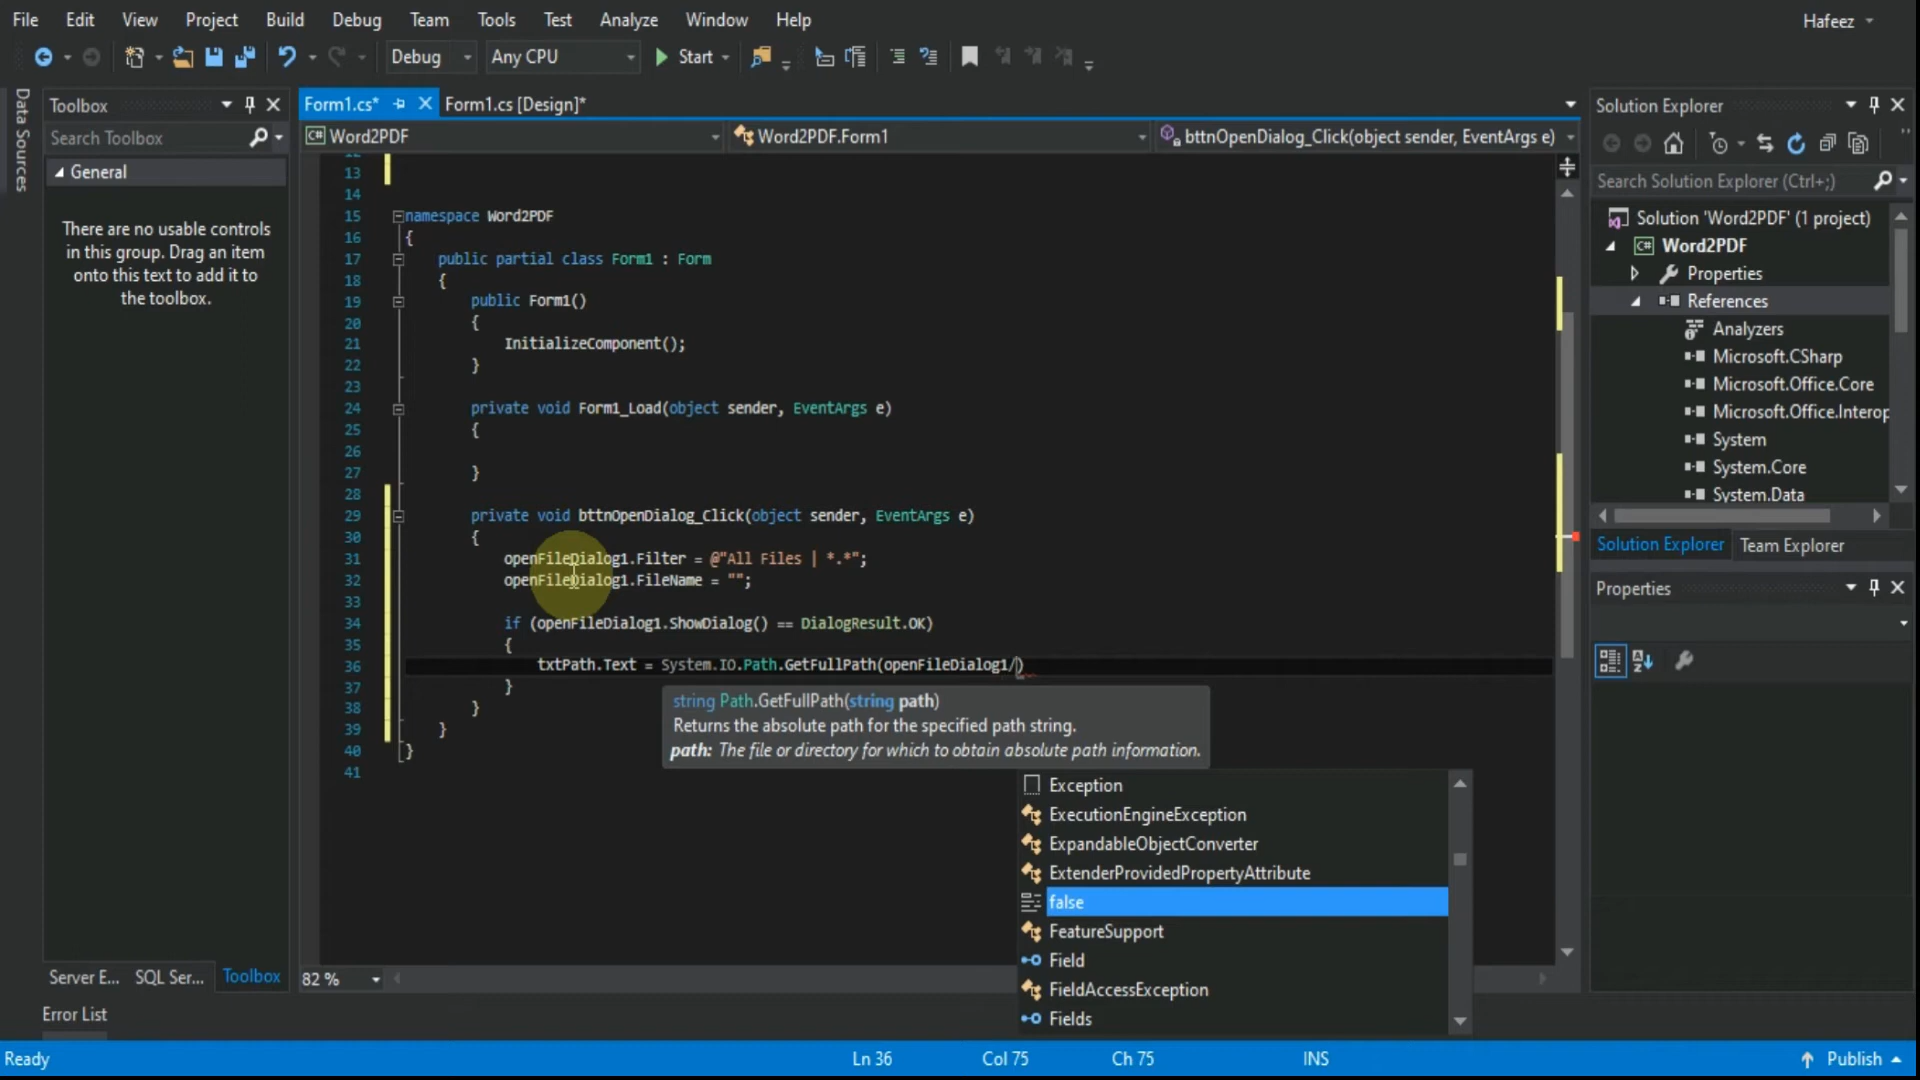 File Edit View Project Build Debug Team Tools Test Analyze Window Help Hafeez
Debug Any CPU Start
Data Sources
Toolbox
Search Toolbox
General
There are no usable controls
in this group. Drag an item
onto this text to add it to
the toolbox.
Server E... SQL Ser... Toolbox
Error List
Form1.cs* Form1.cs [Design]*
Word2PDF Word2PDF.Form1 bttnOpenDialog_Click(object sender, EventArgs e)
13
14
15 namespace Word2PDF
16 {
17 public partial class Form1 : Form
18 {
19 public Form1()
20 {
21 InitializeComponent();
22 }
23
24 private void Form1_Load(object sender, EventArgs e)
25 {
26
27 }
28
29 private void bttnOpenDialog_Click(object sender, EventArgs e)
30 {
31 openFileDialog1.Filter = @"All Files | *.*";
32 openFileDialog1.FileName = "";
33
34 if (openFileDialog1.ShowDialog() == DialogResult.OK)
35 {
36 txtPath.Text = System.IO.Path.GetFullPath(openFileDialog1/)
37 }
38 }
39 }
40 }
41
string Path.GetFullPath(string path)
Returns the absolute path for the specified path string.
path: The file or directory for which to obtain absolute path information.
Exception
ExecutionEngineException
ExpandableObjectConverter
ExtenderProvidedPropertyAttribute
false
FeatureSupport
Field
FieldAccessException
Fields
82 %
Solution Explorer
Search Solution Explorer (Ctrl+;)
Solution 'Word2PDF' (1 project)
C# Word2PDF
Properties
References
Analyzers
Microsoft.CSharp
Microsoft.Office.Core
Microsoft.Office.Interop
System
System.Core
System.Data
Solution Explorer Team Explorer
Properties
Ready Ln 36 Col 75 Ch 75 INS Publish